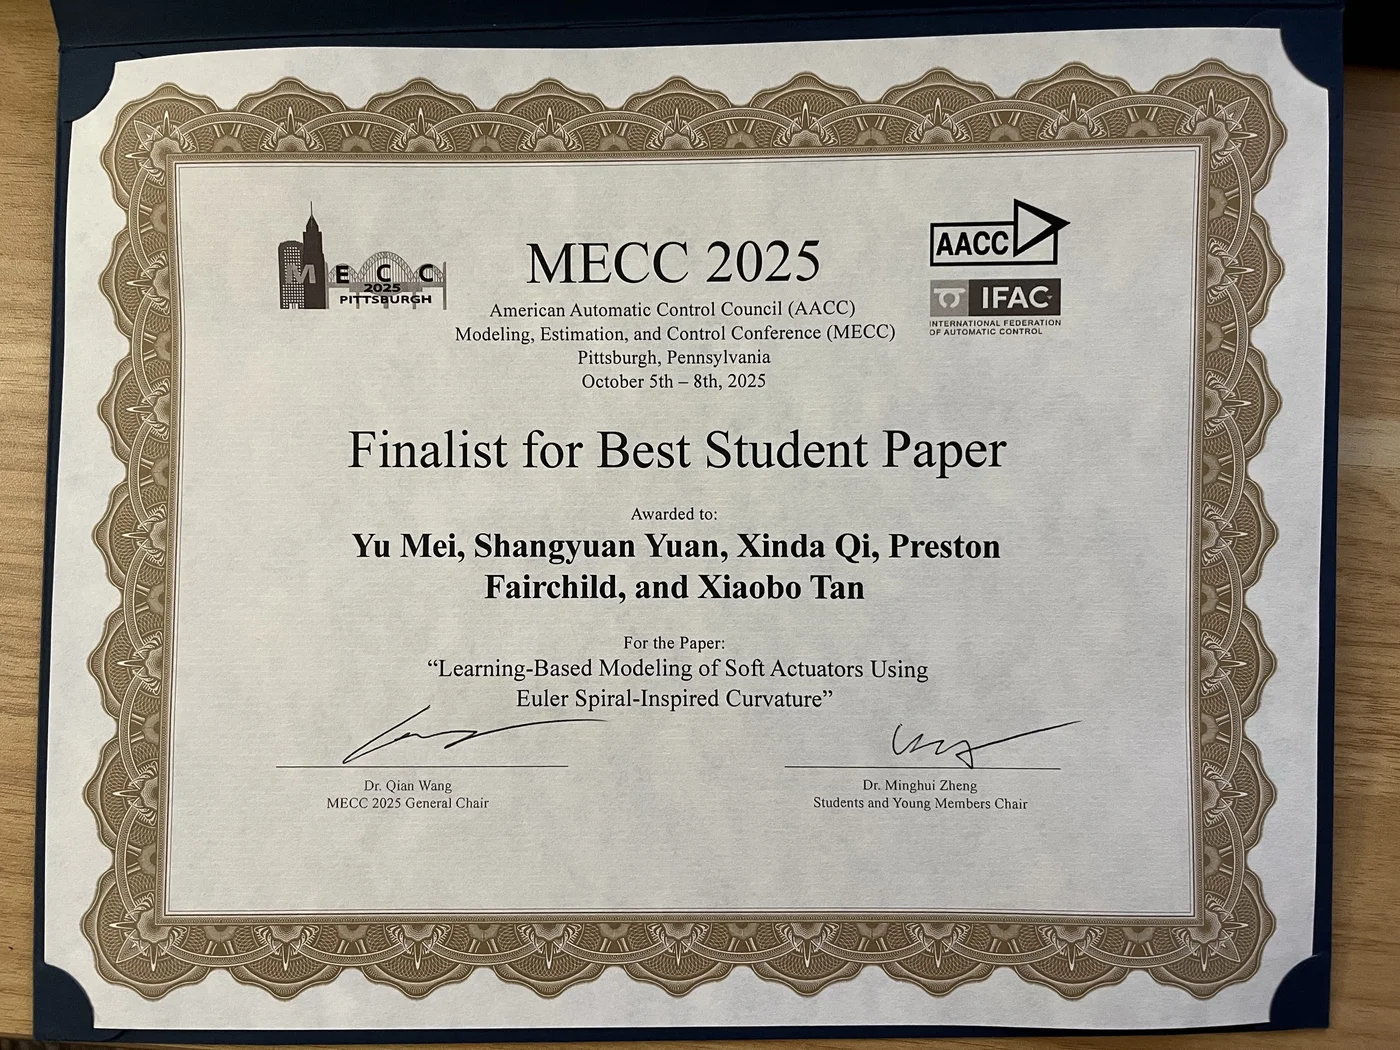 MECC
2025
PITTSBURGH
MECC 2025
American Automatic Control Council (AACC)
Modeling, Estimation, and Control Conference (MECC)
Pittsburgh, Pennsylvania
October 5th – 8th, 2025
AACC
IFAC
INTERNATIONAL FEDERATION
OF AUTOMATIC CONTROL
Finalist for Best Student Paper
Awarded to:
Yu Mei, Shangyuan Yuan, Xinda Qi, Preston
Fairchild, and Xiaobo Tan
For the Paper:
“Learning-Based Modeling of Soft Actuators Using
Euler Spiral-Inspired Curvature”
Dr. Qian Wang
MECC 2025 General Chair
Dr. Minghui Zheng
Students and Young Members Chair